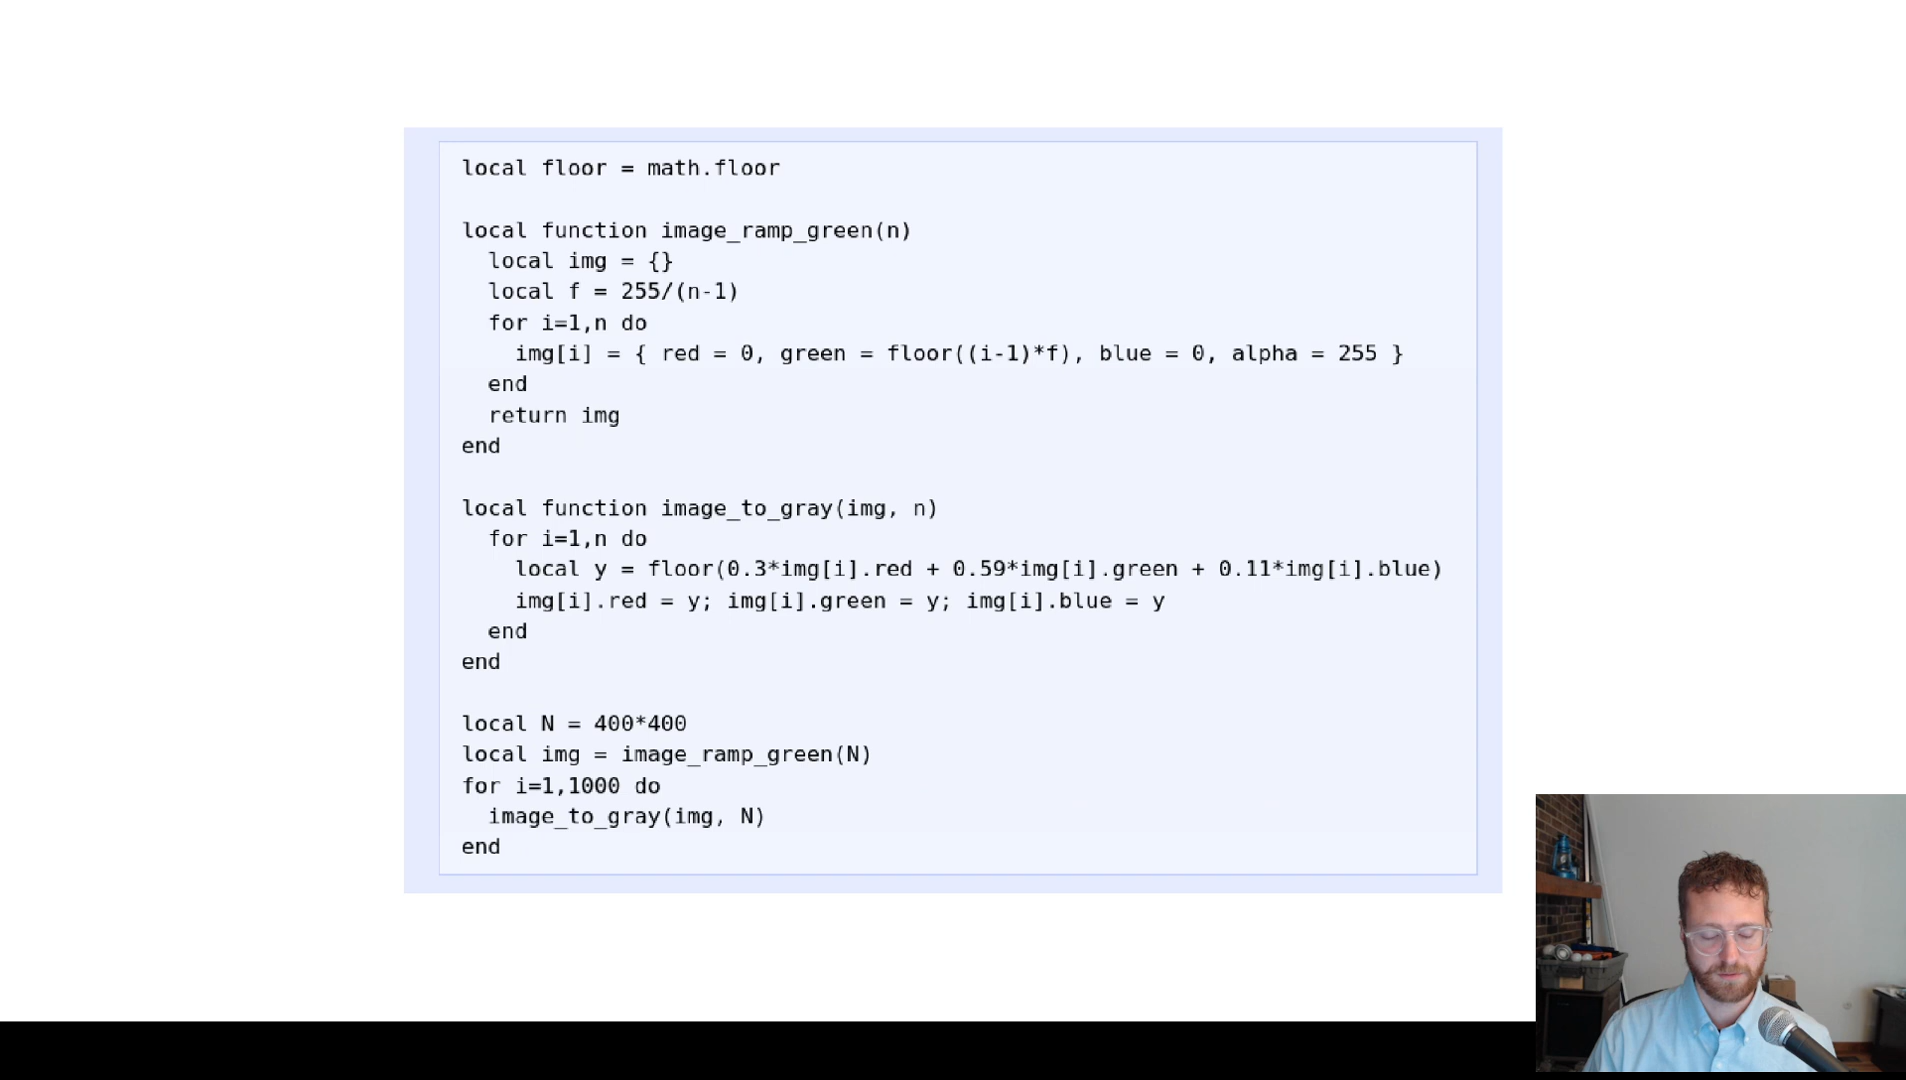 local floor = math.floor
local function image_ramp_green(n)
  local img = {}
  local f = 255/(n-1)
  for i=1,n do
    img[i] = { red = 0, green = floor((i-1)*f), blue = 0, alpha = 255 }
  end
  return img
end
local function image_to_gray(img, n)
  for i=1,n do
    local y = floor(0.3*img[i].red + 0.59*img[i].green + 0.11*img[i].blue)
    img[i].red = y; img[i].green = y; img[i].blue = y
  end
end
local N = 400*400
local img = image_ramp_green(N)
for i=1,1000 do
  image_to_gray(img, N)
end